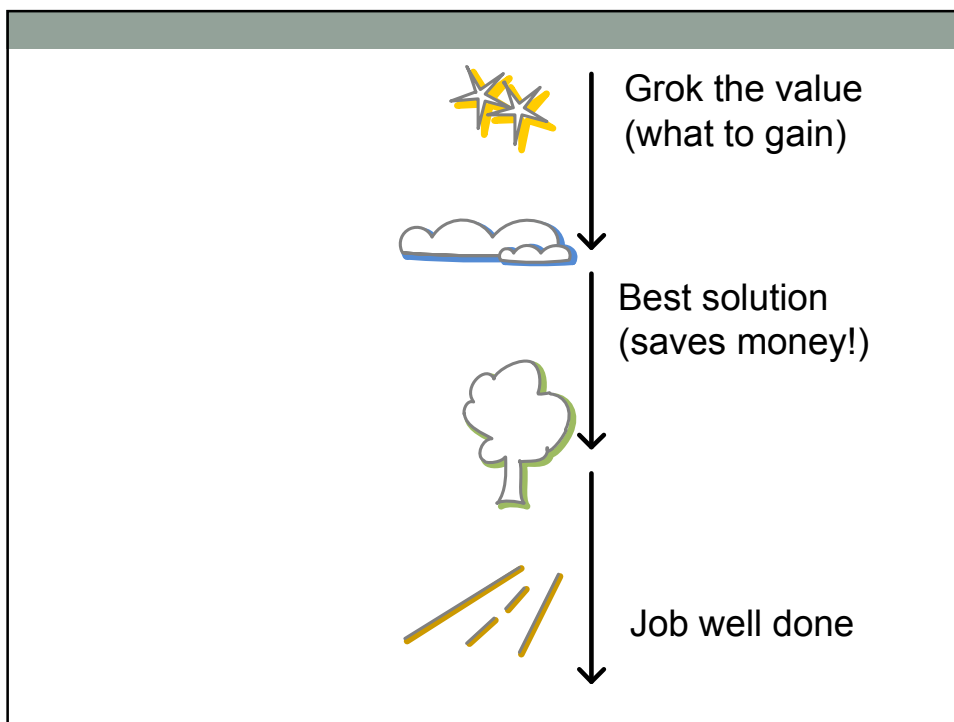 Grok the value
(what to gain)
Best solution
(saves money!)
Job well done